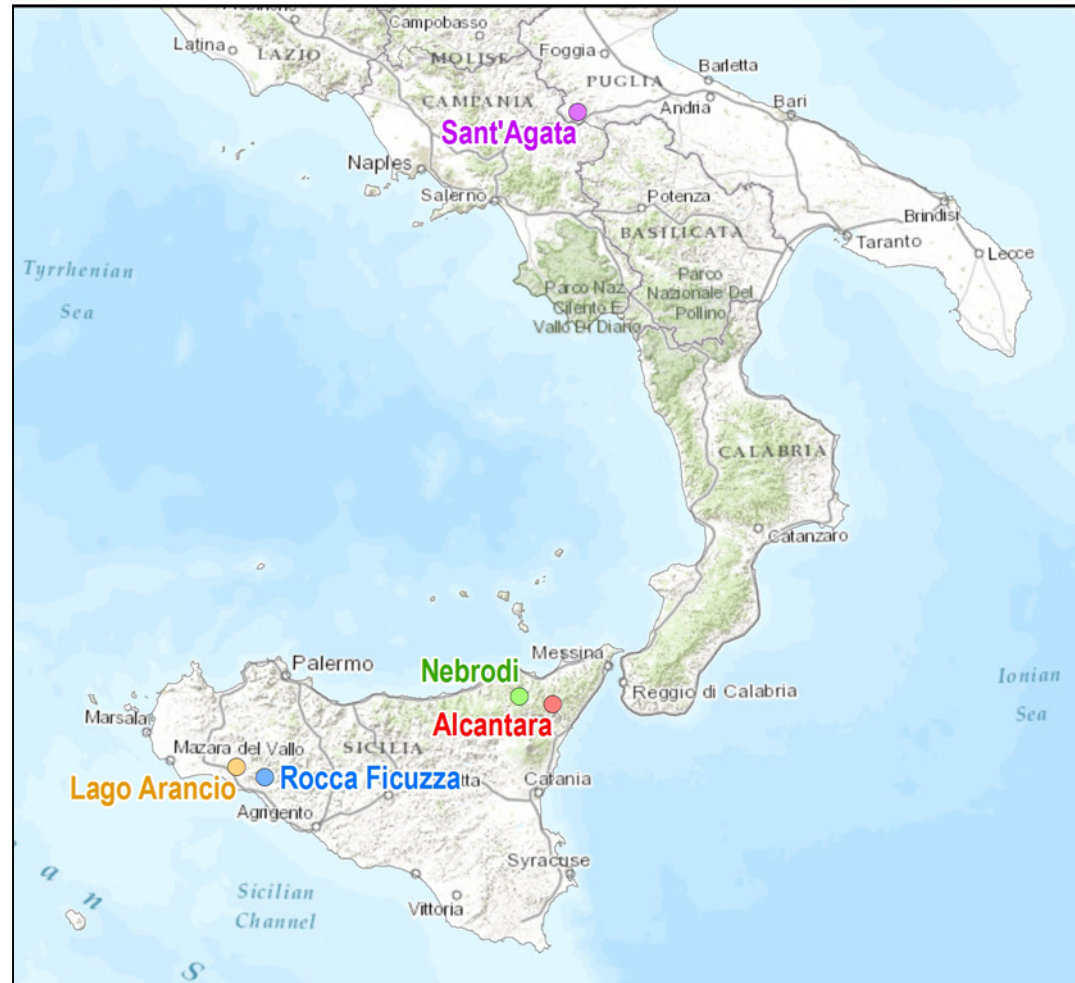 Campobasso
Latina
LAZIO
MOLISE
Foggia
Barletta
PUGLIA
CAMPANIA
Andria
Bari
Sant'Agata
Naples
Salerno
Potenza
Brindisi
BASILICATA
Taranto
Lecce
Tyrrhenian
Sea
Parco Naz
Cilento E
Vallo Di Diano
Parco
Nazionale Del
Pollino
CALABRIA
Catanzaro
Messina
Palermo
Nebrodi
Reggio di Calabria
Ionian
Sea
Marsala
Alcantara
Mazara del Vallo
SICILIA
Lago Arancio
Rocca Ficuzza
tta
Catania
Agrigento
Syracuse
Sicilian
Channel
Vittoria
a n
S